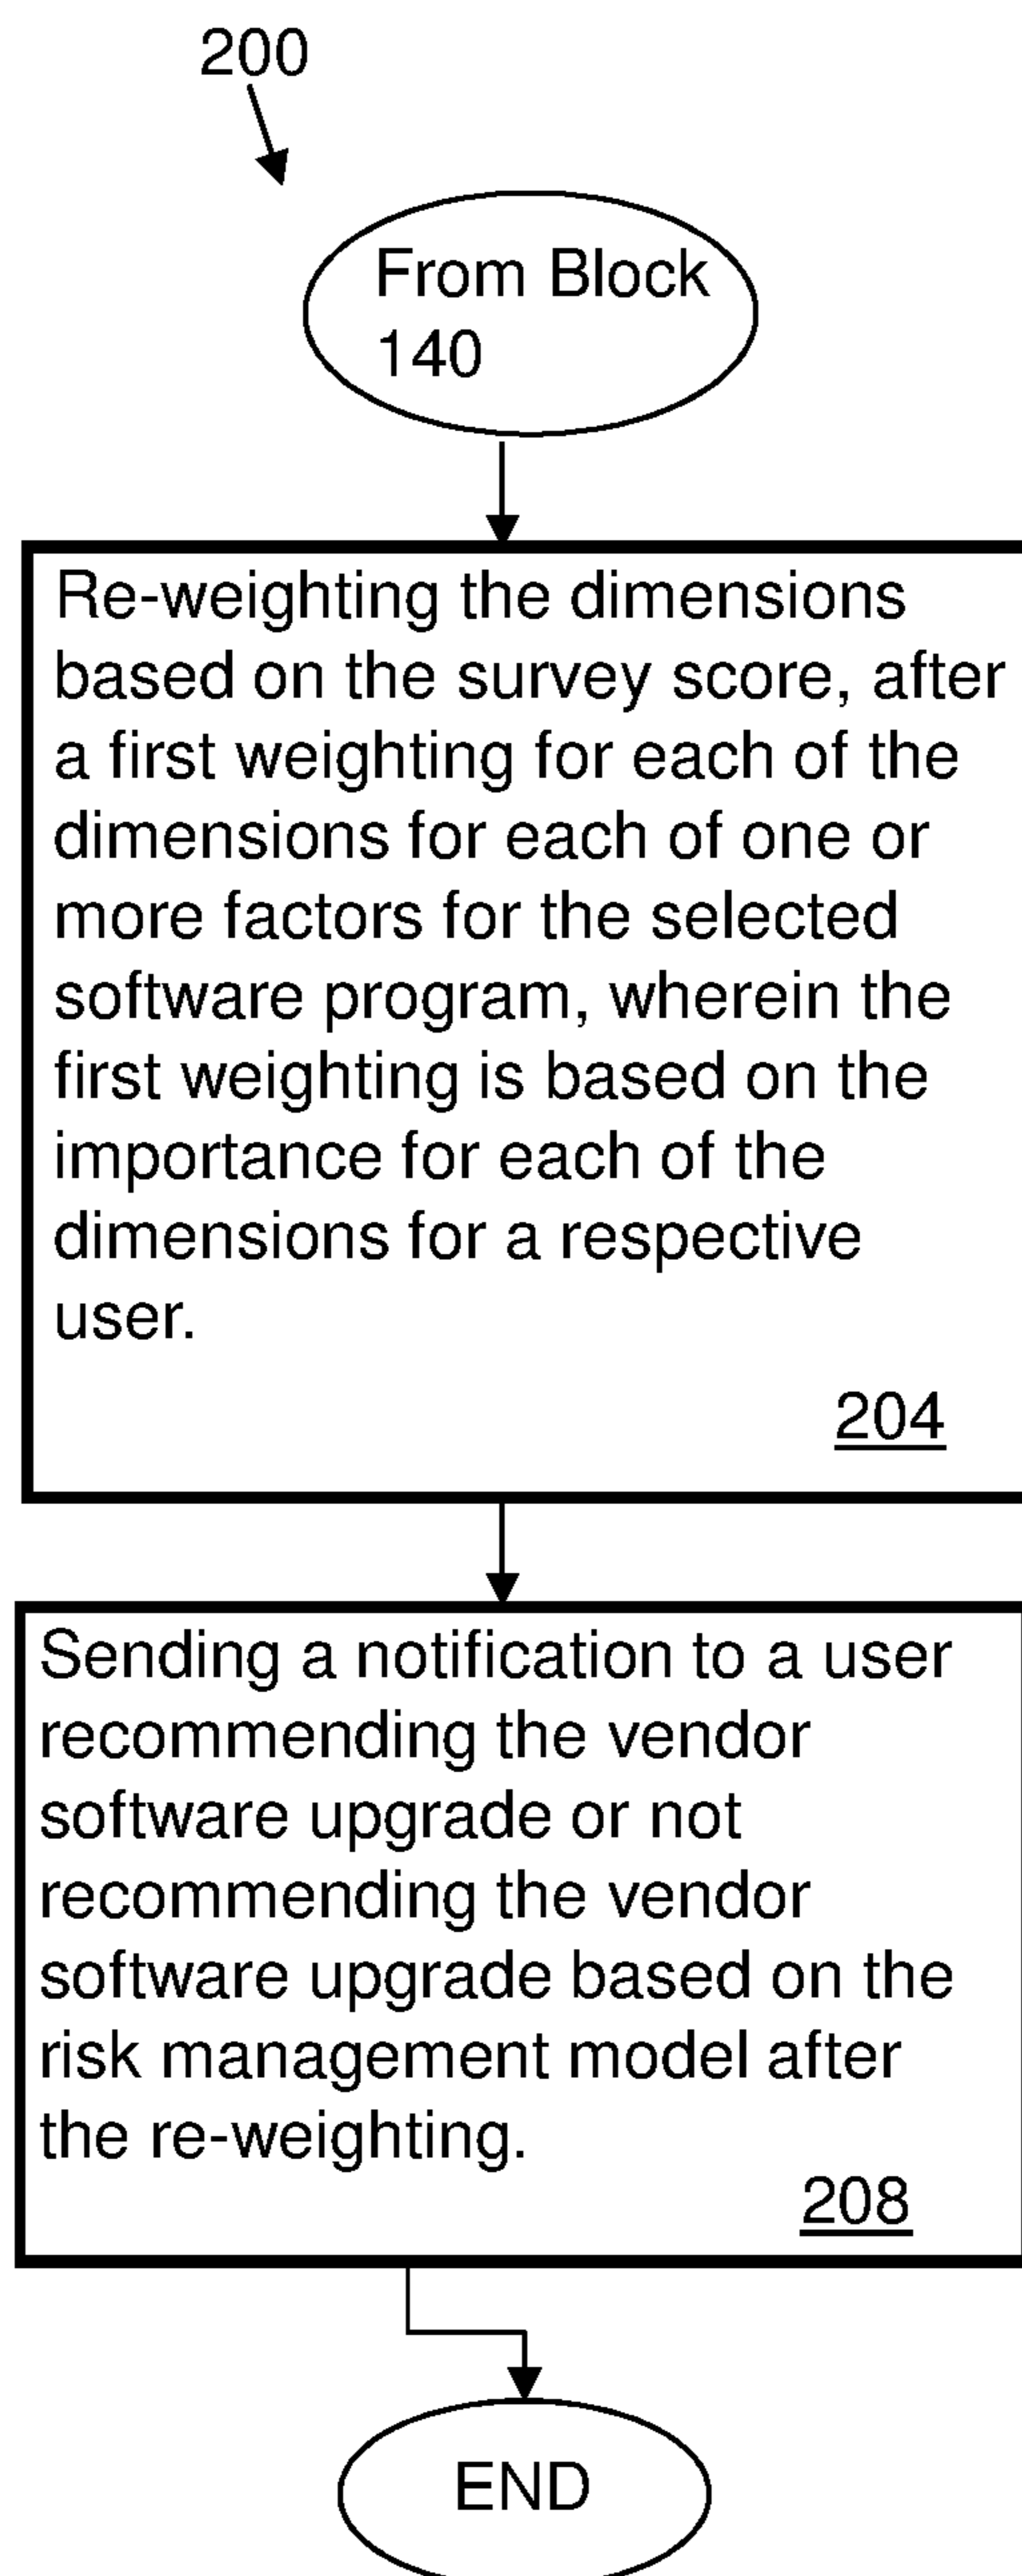 200
From Block
140
Re-weighting the dimensions
based on the survey score, after
a first weighting for each of the
dimensions for each of one or
more factors for the selected
software program, wherein the
first weighting is based on the
importance for each of the
dimensions for a respective
user.
204
Sending a notification to a user
recommending the vendor
software upgrade or not
recommending the vendor
software upgrade based on the
risk management model after
the re-weighting.
208
END